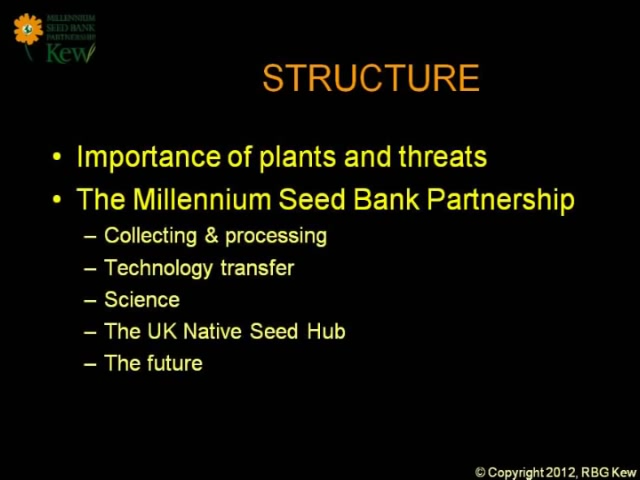 MILLENNIUM
SEED BANK
PARTNERSHIP
Kew
STRUCTURE
• Importance of plants and threats
• The Millennium Seed Bank Partnership
– Collecting & processing
– Technology transfer
– Science
– The UK Native Seed Hub
– The future
© Copyright 2012, RBG Kew